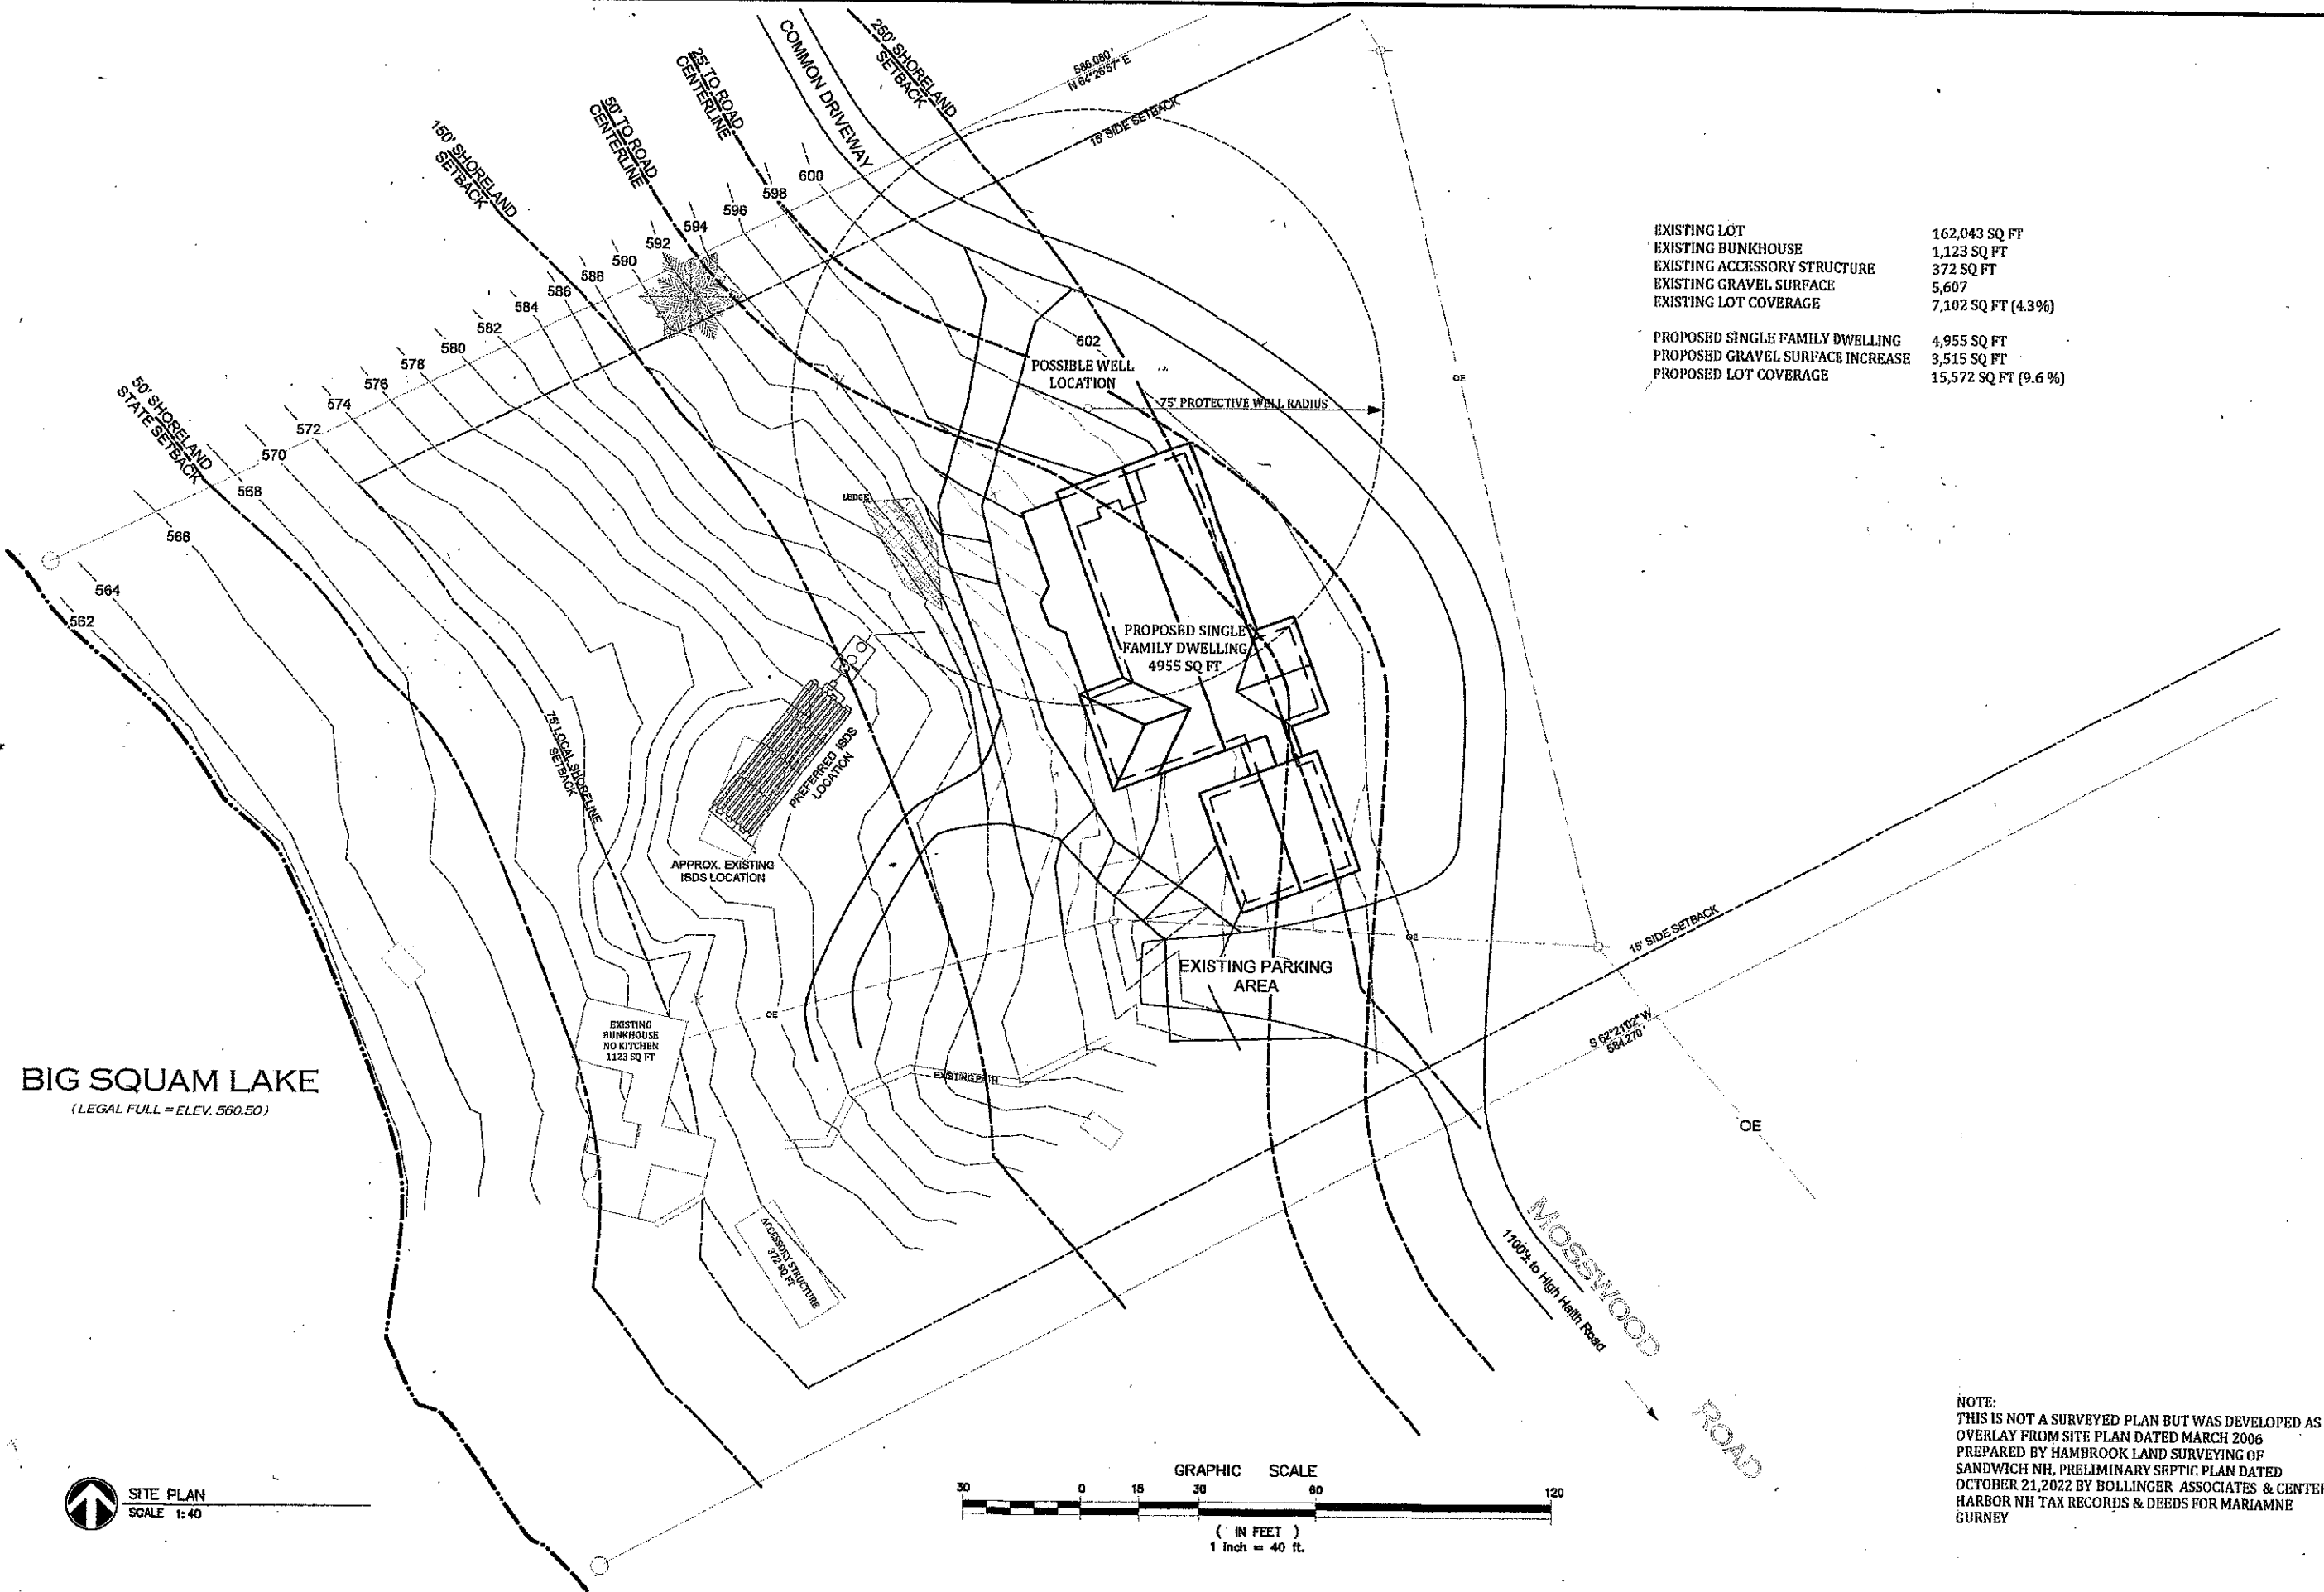 250' SHORELAND
SETBACK
COMMON DRIVEWAY
25' TO ROAD
CENTERLINE
50' TO ROAD
CENTERLINE
150' SHORELAND
SETBACK
50' SHORELAND
STATE SETBACK
586.080'
N 64°26'57" E
15' SIDE SETBACK
600
598
596
594
592
590
588
586
584
582
580
578
576
574
572
570
568
566
564
562
602
POSSIBLE WELL
LOCATION
75' PROTECTIVE WELL RADIUS
OE
EXISTING LOT 162,043 SQ FT
EXISTING BUNKHOUSE 1,123 SQ FT
EXISTING ACCESSORY STRUCTURE 372 SQ FT
EXISTING GRAVEL SURFACE 5,607
EXISTING LOT COVERAGE 7,102 SQ FT (4.3%)
PROPOSED SINGLE FAMILY DWELLING 4,955 SQ FT
PROPOSED GRAVEL SURFACE INCREASE 3,515 SQ FT
PROPOSED LOT COVERAGE 15,572 SQ FT (9.6 %)
LEDGE
PROPOSED SINGLE
FAMILY DWELLING
4955 SQ FT
75' LOCAL SHORELINE
SETBACK
PREFERRED ISDS
LOCATION
APPROX. EXISTING
ISDS LOCATION
15' SIDE SETBACK
OE
EXISTING PARKING
AREA
S 62°21'02" W
584.270'
OE
EXISTING
BUNKHOUSE
NO KITCHEN
1123 SQ FT
EXISTING PATH
BIG SQUAM LAKE
(LEGAL FULL = ELEV. 560.50)
OE
ACCESSORY STRUCTURE
372 SQ FT
MOSSWOOD
ROAD
1100'± to High Haith Road
SITE PLAN
SCALE 1:40
GRAPHIC SCALE
30 0 15 30 60 120
( IN FEET )
1 inch = 40 ft.
NOTE:
THIS IS NOT A SURVEYED PLAN BUT WAS DEVELOPED AS
OVERLAY FROM SITE PLAN DATED MARCH 2006
PREPARED BY HAMBROOK LAND SURVEYING OF
SANDWICH NH, PRELIMINARY SEPTIC PLAN DATED
OCTOBER 21,2022 BY BOLLINGER ASSOCIATES & CENTER
HARBOR NH TAX RECORDS & DEEDS FOR MARIAMNE
GURNEY